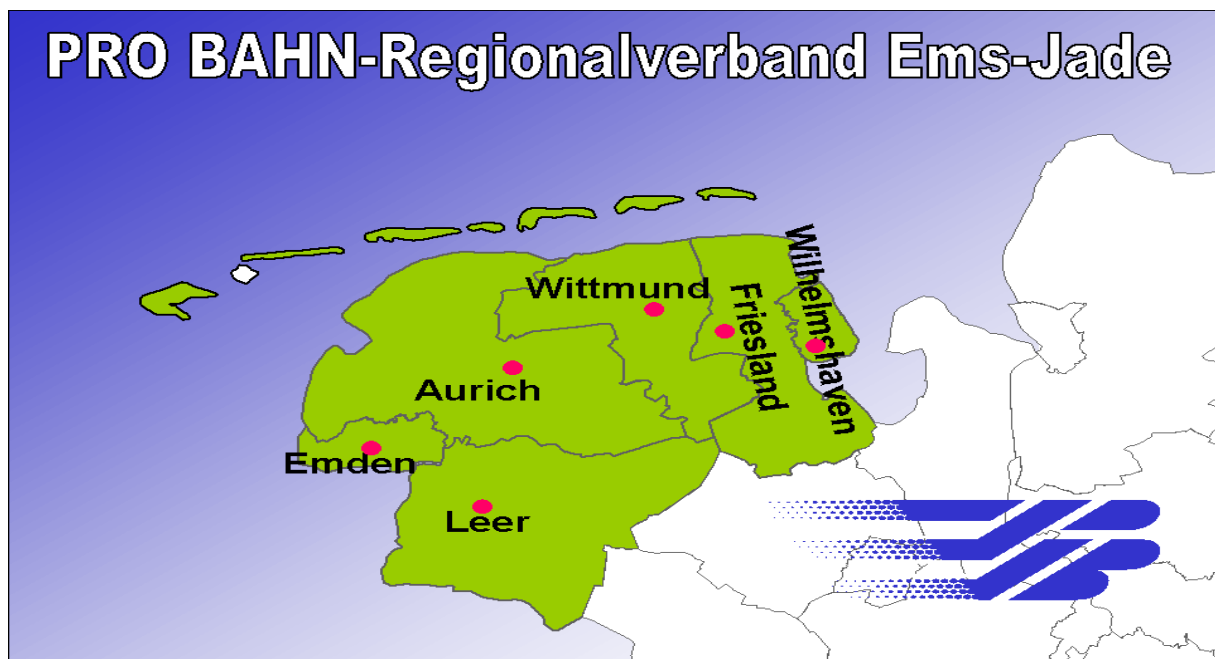 PRO BAHN-Regionalverband Ems-Jade
Wittmund
Friesland
Wilhelmshaven
Aurich
Emden
Leer